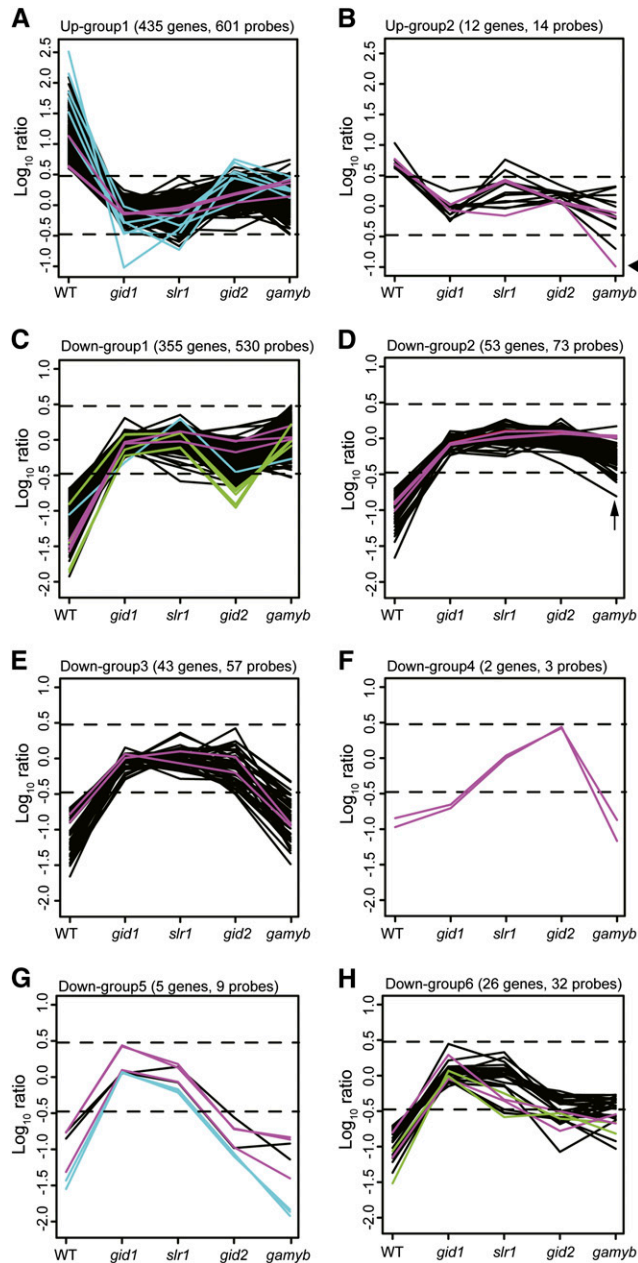 A Up-group1 (435 genes, 601 probes)
Log10 ratio
2.5
2.0
1.5
1.0
0.5
0.0
-0.5
-1.0
WT gid1 slr1 gid2 gamyb
B Up-group2 (12 genes, 14 probes)
Log10 ratio
2.5
2.0
1.5
1.0
0.5
0.0
-0.5
-1.0
WT gid1 slr1 gid2 gamyb
C Down-group1 (355 genes, 530 probes)
Log10 ratio
1.0
0.5
0.0
-0.5
-1.0
-1.5
-2.0
WT gid1 slr1 gid2 gamyb
D Down-group2 (53 genes, 73 probes)
Log10 ratio
1.0
0.5
0.0
-0.5
-1.0
-1.5
-2.0
WT gid1 slr1 gid2 gamyb
E Down-group3 (43 genes, 57 probes)
Log10 ratio
1.0
0.5
0.0
-0.5
-1.0
-1.5
-2.0
WT gid1 slr1 gid2 gamyb
F Down-group4 (2 genes, 3 probes)
Log10 ratio
1.0
0.5
0.0
-0.5
-1.0
-1.5
-2.0
WT gid1 slr1 gid2 gamyb
G Down-group5 (5 genes, 9 probes)
Log10 ratio
1.0
0.5
0.0
-0.5
-1.0
-1.5
-2.0
WT gid1 slr1 gid2 gamyb
H Down-group6 (26 genes, 32 probes)
Log10 ratio
1.0
0.5
0.0
-0.5
-1.0
-1.5
-2.0
WT gid1 slr1 gid2 gamyb